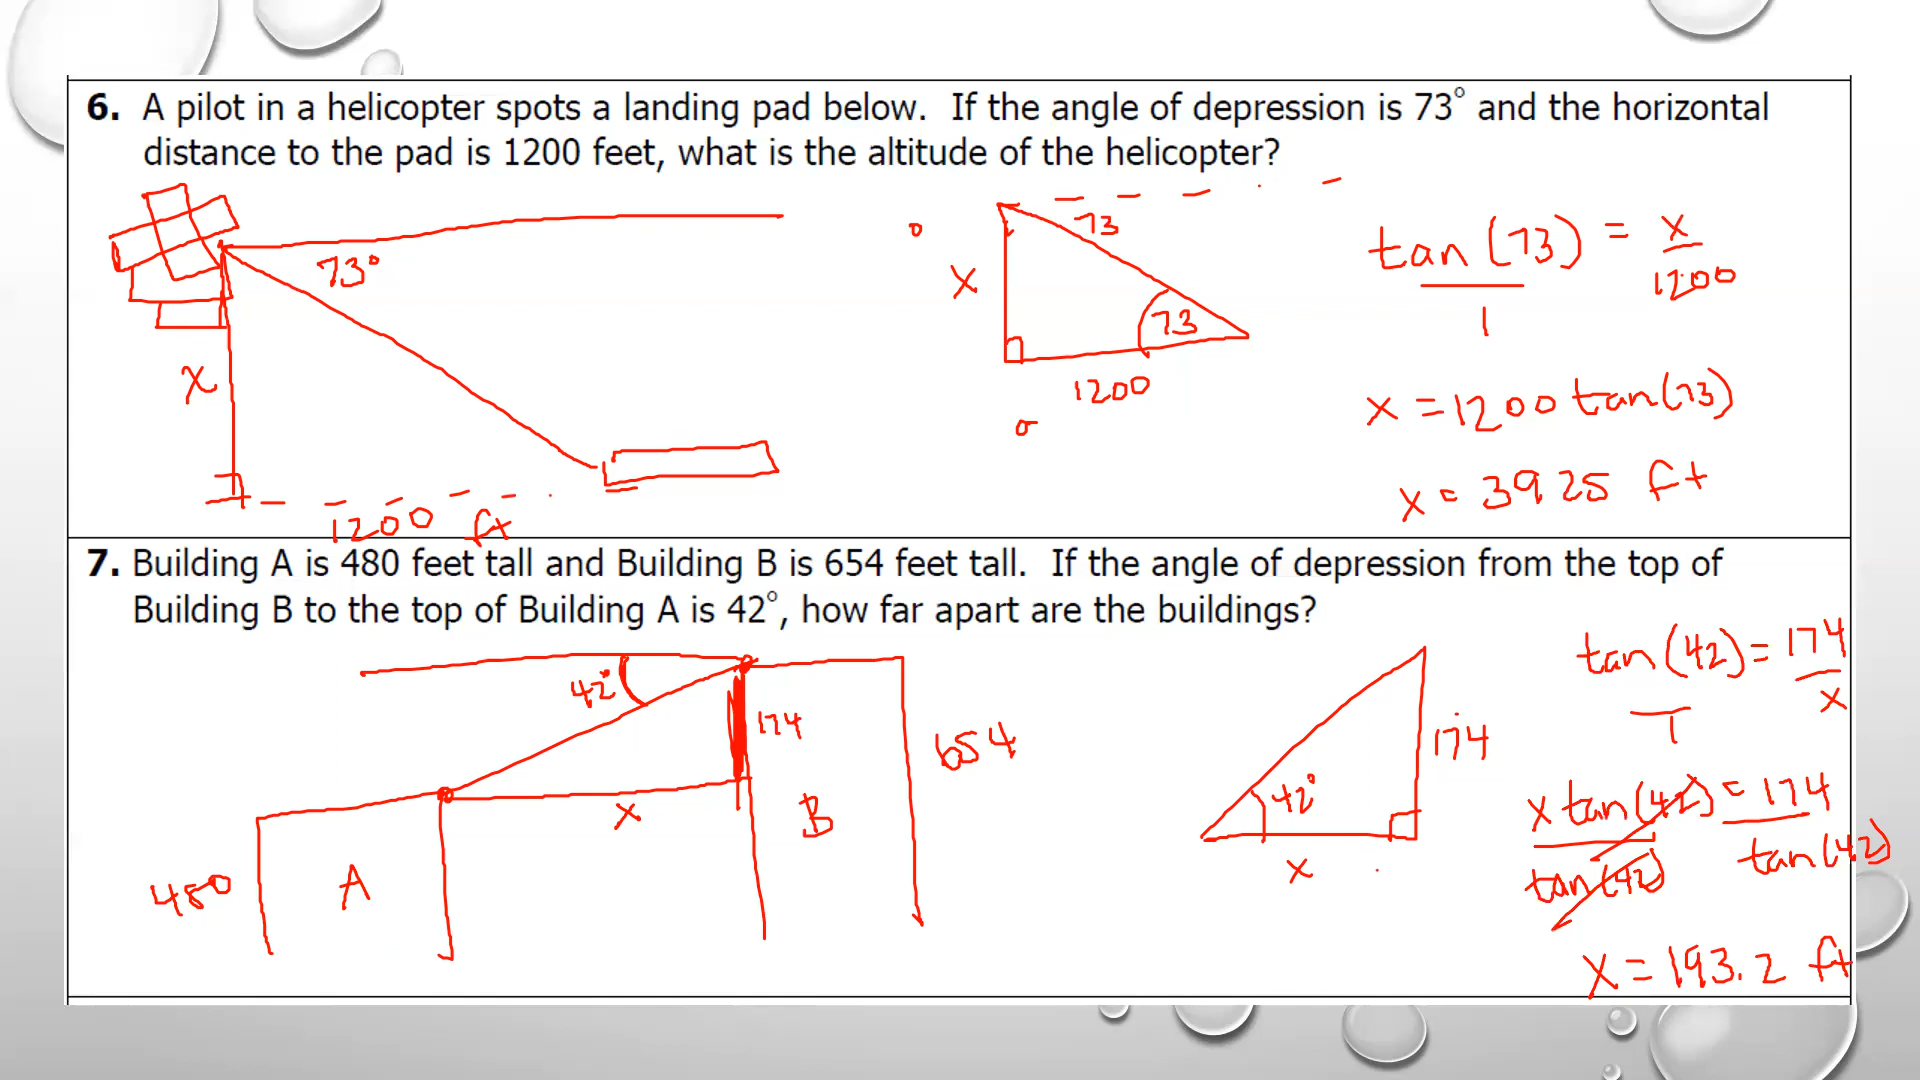 6. A pilot in a helicopter spots a landing pad below. If the angle of depression is 73° and the horizontal
distance to the pad is 1200 feet, what is the altitude of the helicopter?
73°
x
1200 ft
o
73
x
73
1200
a
tan(73) = x/1200
1
x = 1200 tan(73)
x = 3925 ft
7. Building A is 480 feet tall and Building B is 654 feet tall. If the angle of depression from the top of
Building B to the top of Building A is 42°, how far apart are the buildings?
42°
174
654
x
B
480
A
174
42°
x
tan(42) = 174/x
1
x tan(42) = 174
tan(42) tan(42)
x = 193.2 ft